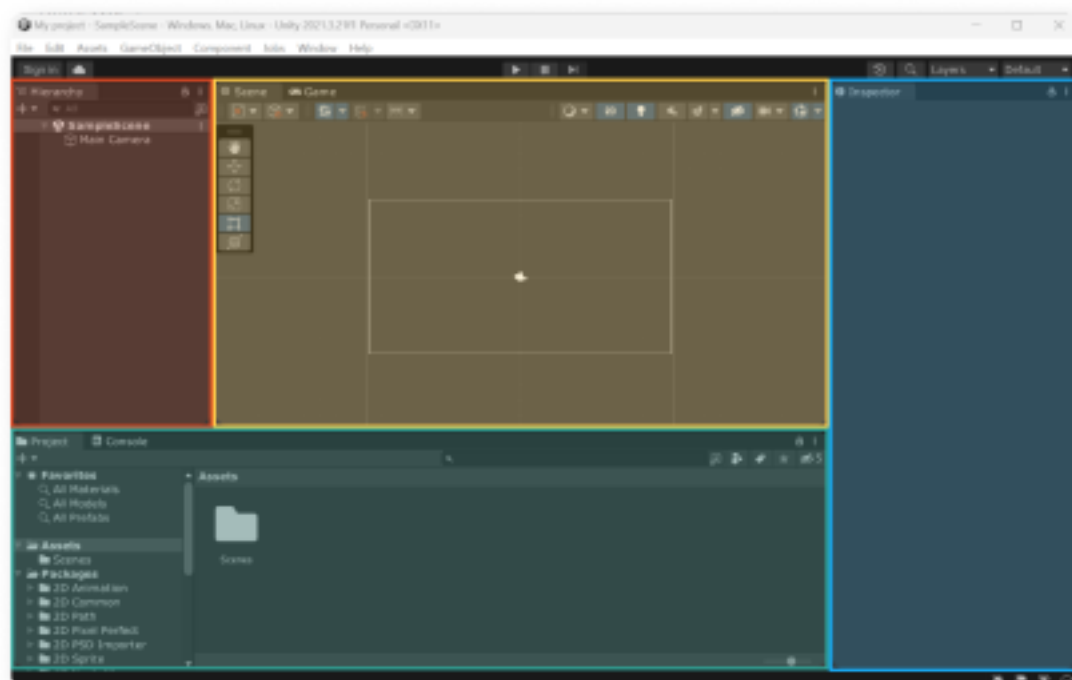 My project - SampleScene - Windows, Mac, Linux - Unity 2021.3.21f1 Personal <DX11>
File Edit Assets GameObject Component Jobs Window Help
Sign in Layers Default
Hierarchy Scene Game Inspector
All
SampleScene
Main Camera
Project Console
5
Favorites Assets
All Materials
All Models
All Prefabs
Assets
Scenes Scenes
Packages
2D Animation
2D Common
2D Path
2D Pixel Perfect
2D PSD Importer
2D Sprite